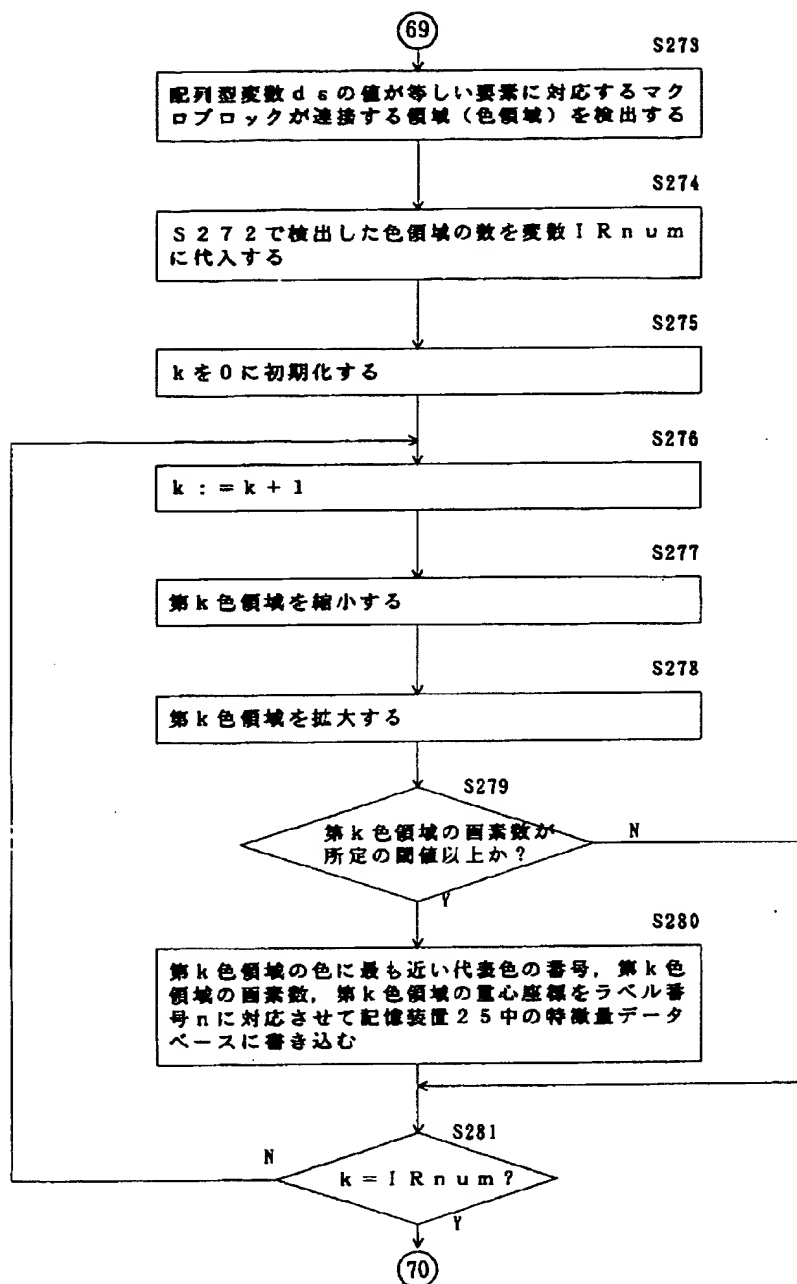 69
S273
配列型変数dsの値が等しい要素に対応するマク
ロブロックが連接する領域(色領域)を検出する
S274
S272で検出した色領域の数を変数IRnum
に代入する
S275
kを0に初期化する
S276
k:=k+1
S277
第k色領域を縮小する
S278
第k色領域を拡大する
S279
第k色領域の画素数が
所定の閾値以上か?
N
Y
S280
第k色領域の色に最も近い代表色の番号,第k色
領域の画素数,第k色領域の重心座標をラベル番
号nに対応させて記憶装置25中の特徴量データ
ベースに書き込む
S281
N
k=IRnum?
Y
70